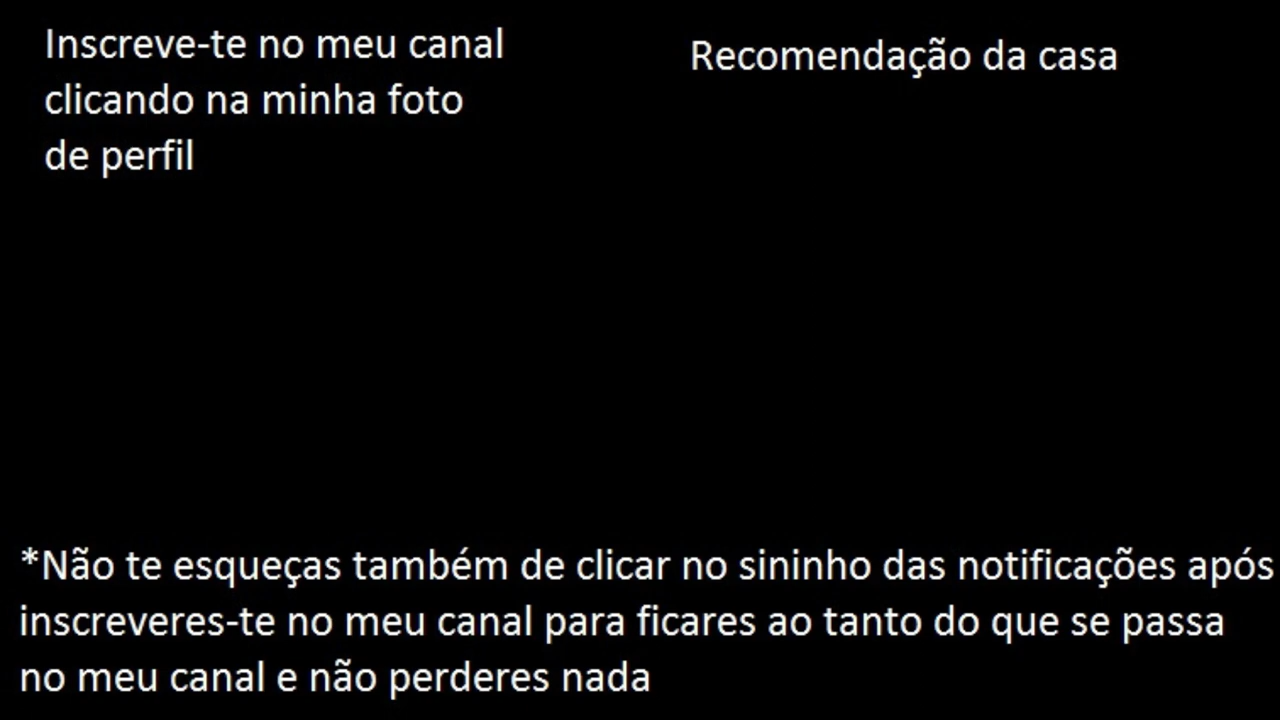 Inscreve-te no meu canal
clicando na minha foto
de perfil
Recomendação da casa
*Não te esqueças também de clicar no sininho das notificações após
inscreveres-te no meu canal para ficares ao tanto do que se passa
no meu canal e não perderes nada